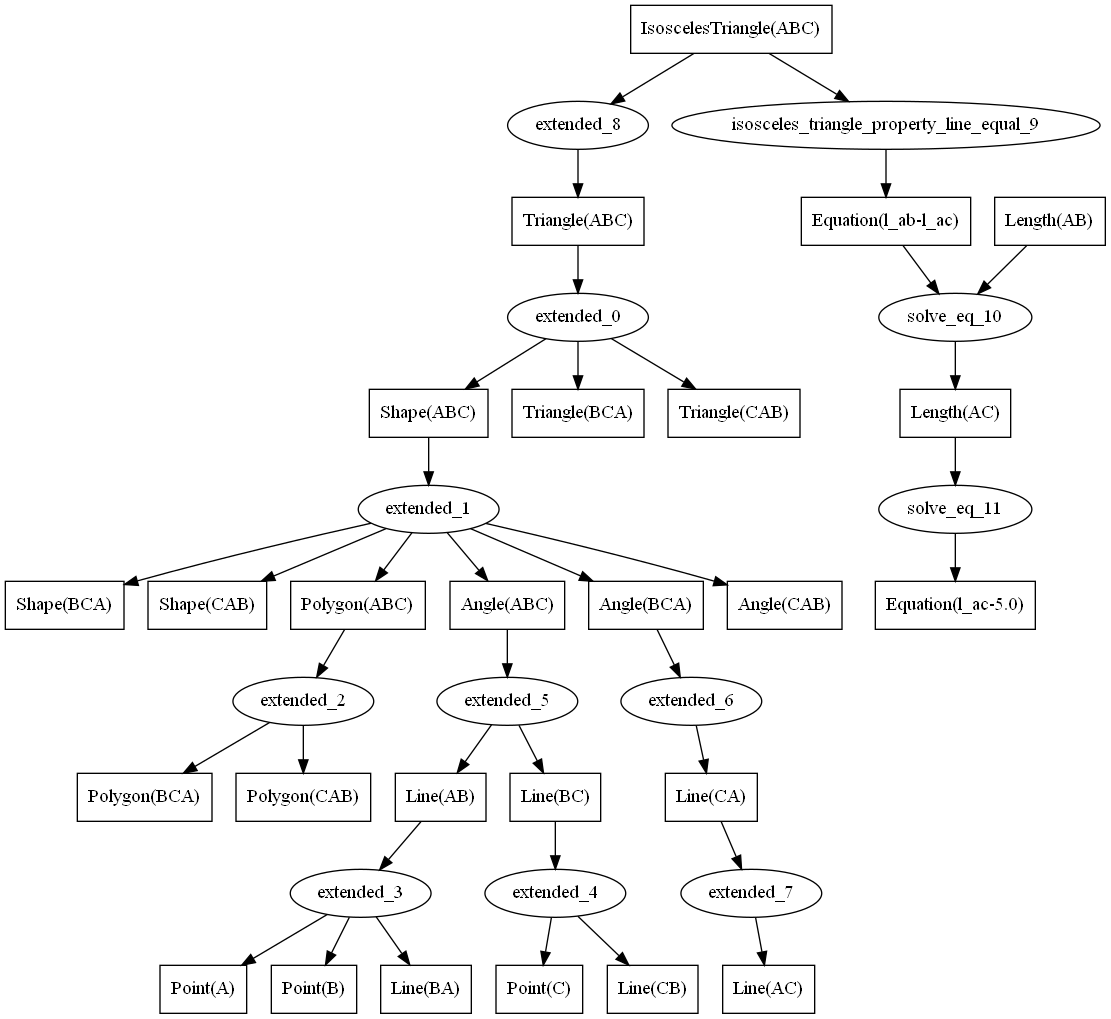 IsoscelesTriangle(ABC)
extended_8
isosceles_triangle_property_line_equal_9
Triangle(ABC)
Equation(l_ab-l_ac)
Length(AB)
extended_0
solve_eq_10
Shape(ABC)
Triangle(BCA)
Triangle(CAB)
Length(AC)
extended_1
solve_eq_11
Shape(BCA)
Shape(CAB)
Polygon(ABC)
Angle(ABC)
Angle(BCA)
Angle(CAB)
Equation(l_ac-5.0)
extended_2
extended_5
extended_6
Polygon(BCA)
Polygon(CAB)
Line(AB)
Line(BC)
Line(CA)
extended_3
extended_4
extended_7
Point(A)
Point(B)
Line(BA)
Point(C)
Line(CB)
Line(AC)